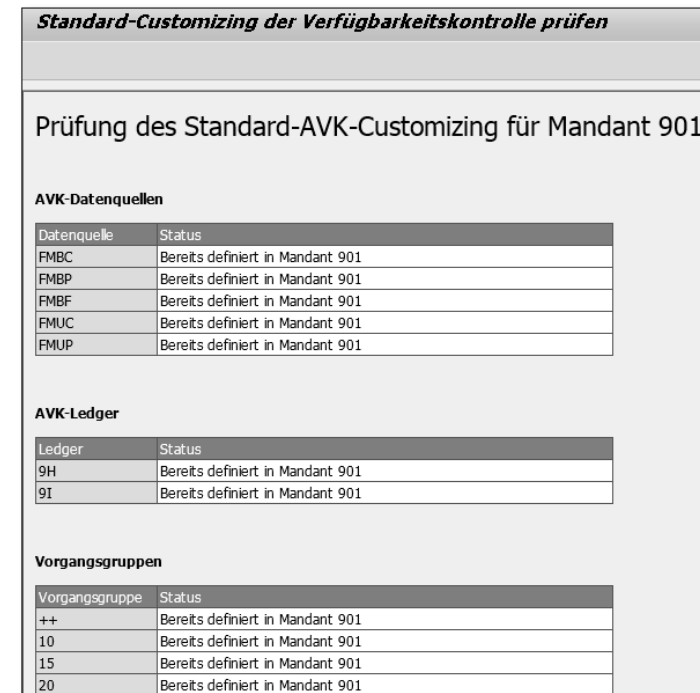 Standard-Customizing der Verfügbarkeitskontrolle prüfen
Prüfung des Standard-AVK-Customizing für Mandant 901
AVK-Datenquellen
Datenquelle Status
FMBC Bereits definiert in Mandant 901
FMBP Bereits definiert in Mandant 901
FMBF Bereits definiert in Mandant 901
FMUC Bereits definiert in Mandant 901
FMUP Bereits definiert in Mandant 901
AVK-Ledger
Ledger Status
9H Bereits definiert in Mandant 901
9I Bereits definiert in Mandant 901
Vorgangsgruppen
Vorgangsgruppe Status
++ Bereits definiert in Mandant 901
10 Bereits definiert in Mandant 901
15 Bereits definiert in Mandant 901
20 Bereits definiert in Mandant 901